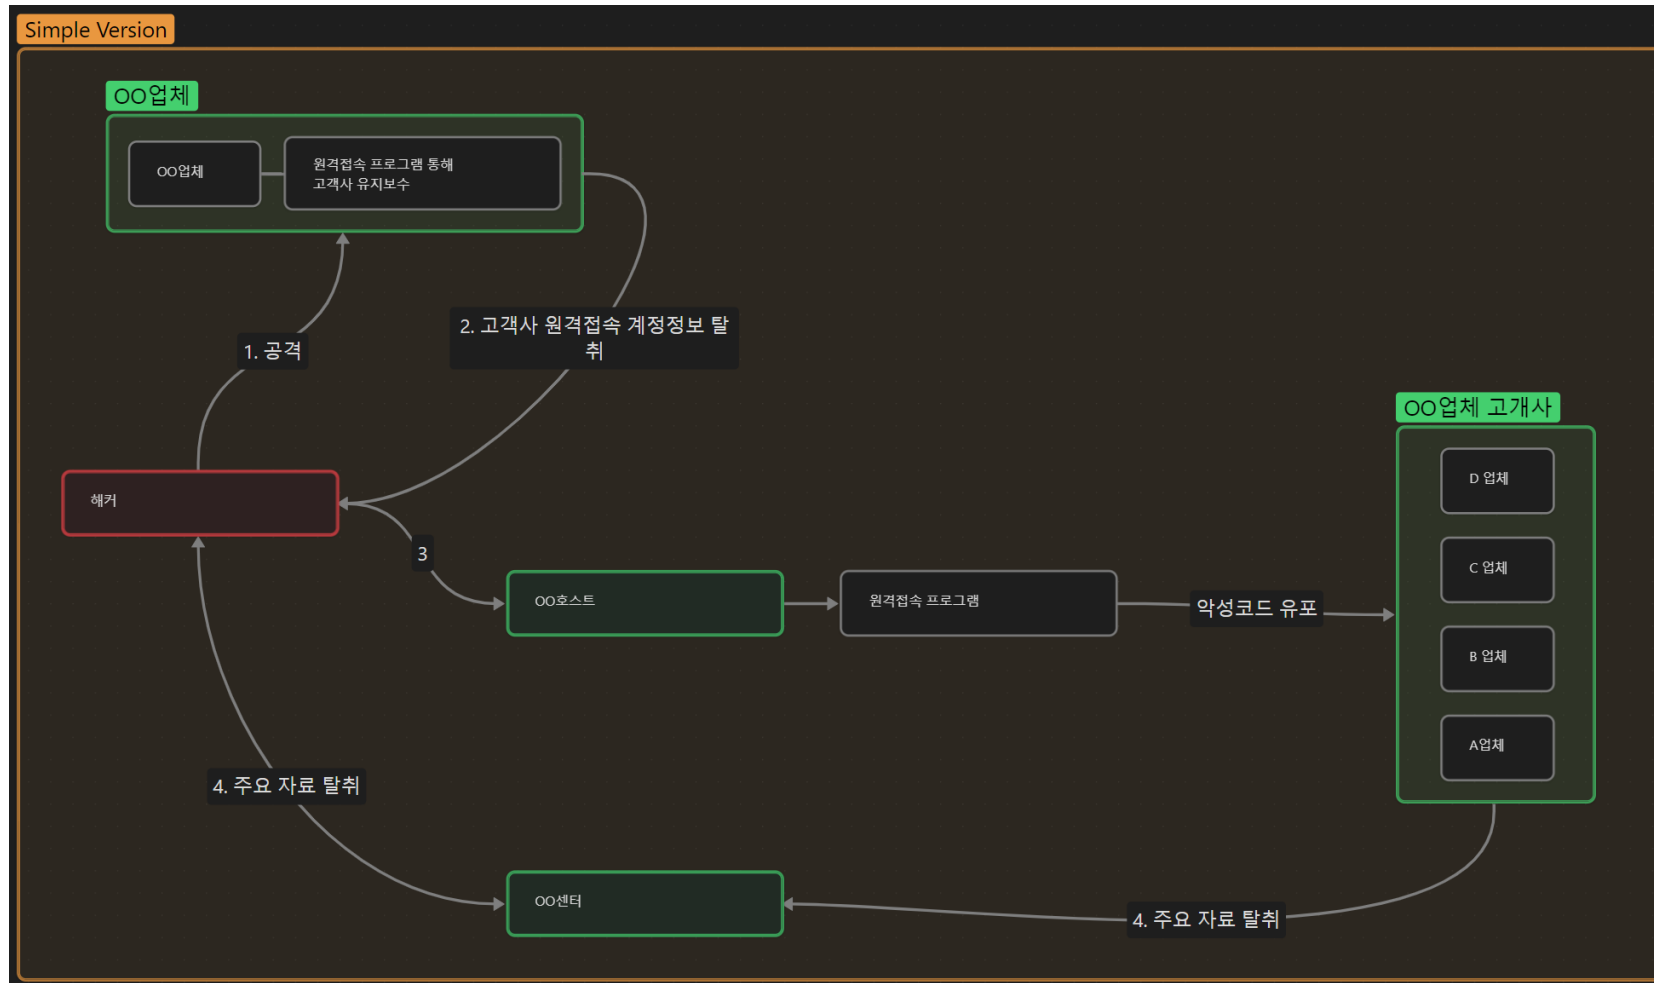 Simple Version
OO업체
OO업체
원격접속 프로그램 통해
고객사 유지보수
1. 공격
2. 고객사 원격접속 계정정보 탈
취
해커
3
OO호스트
원격접속 프로그램
악성코드 유포
OO업체 고개사
D 업체
C 업체
B 업체
A업체
4. 주요 자료 탈취
OO센터
4. 주요 자료 탈취